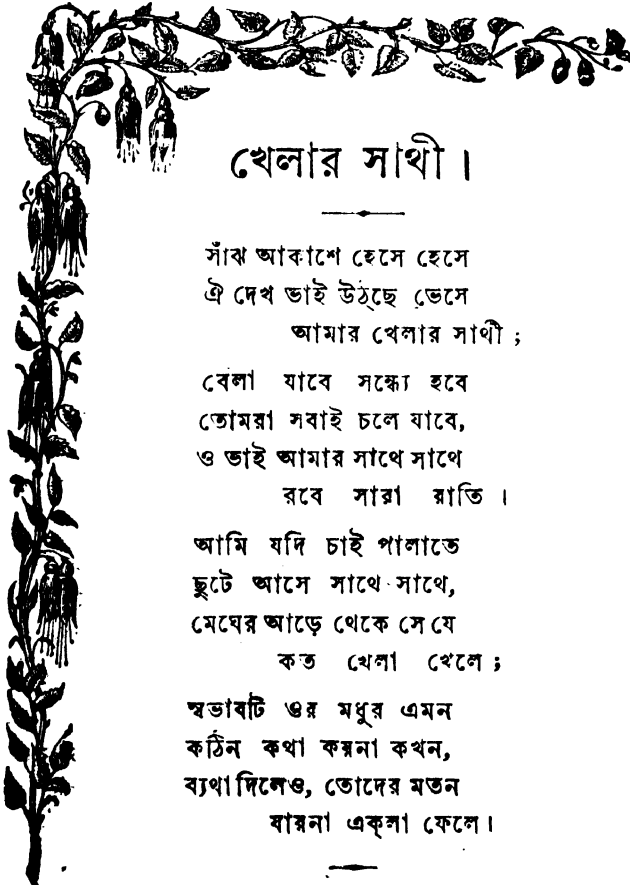 খেলার সাথী।
সাঁঝ আকাশে হেসে হেসে
ঐ দেখ ভাই উঠ্‌ছে ভেসে
আমার খেলার সাথী;
বেলা যাবে সন্ধ্যে হবে
তোমরা সবাই চলে যাবে,
ও ভাই আমার সাথে সাথে
রবে সারা রাতি।
আমি যদি চাই পালাতে
ছুটে আসে সাথে সাথে,
মেঘের আড়ে থেকে সে যে
কত খেলা খেলে;
স্বভাবটি ওর মধুর এমন
কঠিন কথা কয়না কখন,
ব্যথা দিলেও, তোদের মতন
যায়না একলা ফেলে।